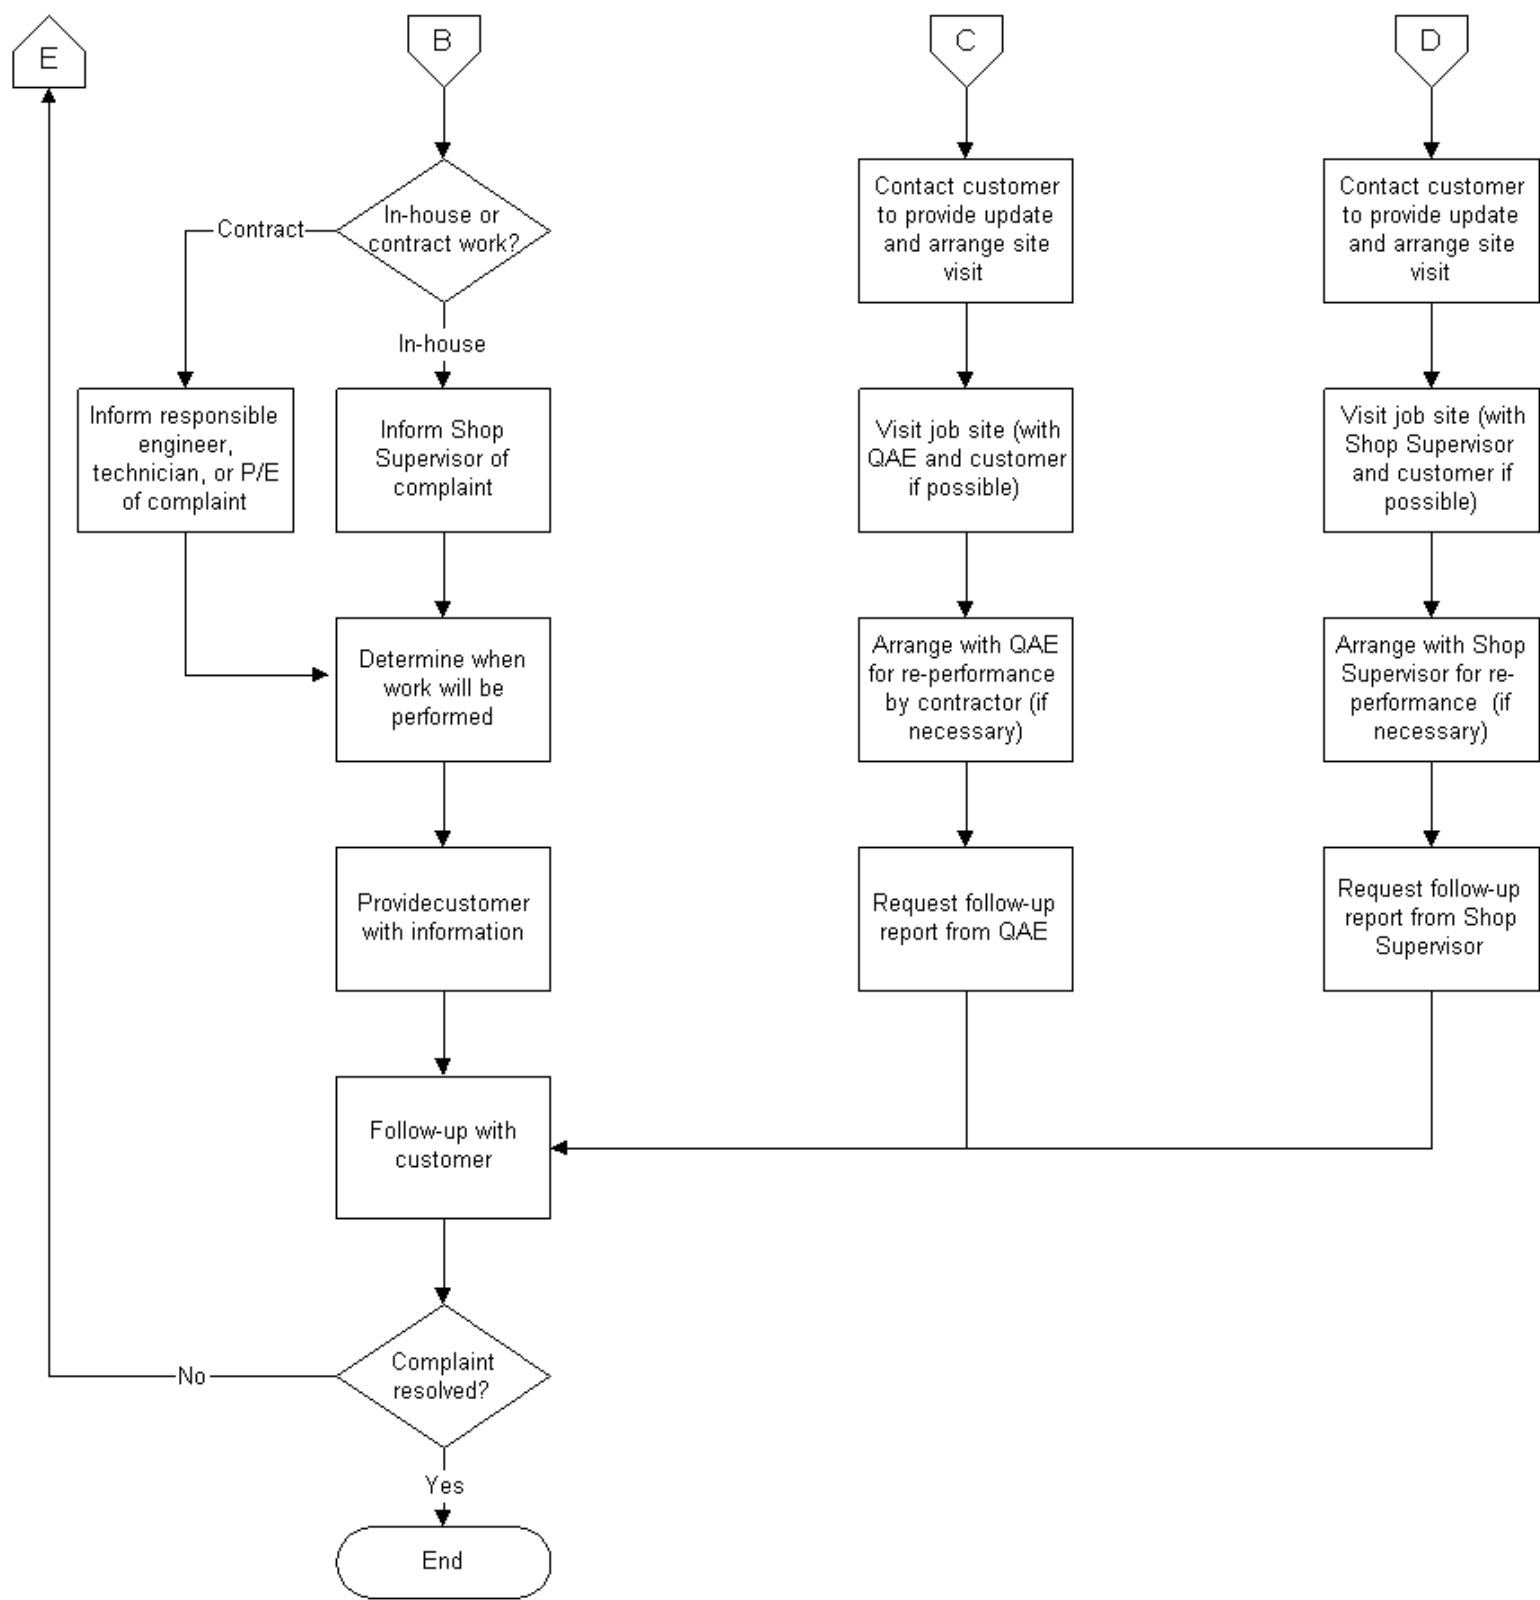 E
B
C
D
In-house or
contract work?
Contract
In-house
Contact customer
to provide update
and arrange site
visit
Contact customer
to provide update
and arrange site
visit
Inform responsible
engineer,
technician, or P/E
of complaint
Inform Shop
Supervisor of
complaint
Visit job site (with
QAE and customer
if possible)
Visit job site (with
Shop Supervisor
and customer if
possible)
Determine when
work will be
performed
Arrange with QAE
for re-performance
by contractor (if
necessary)
Arrange with Shop
Supervisor for re-
performance (if
necessary)
Providecustomer
with information
Request follow-up
report from QAE
Request follow-up
report from Shop
Supervisor
Follow-up with
customer
Complaint
resolved?
No
Yes
End